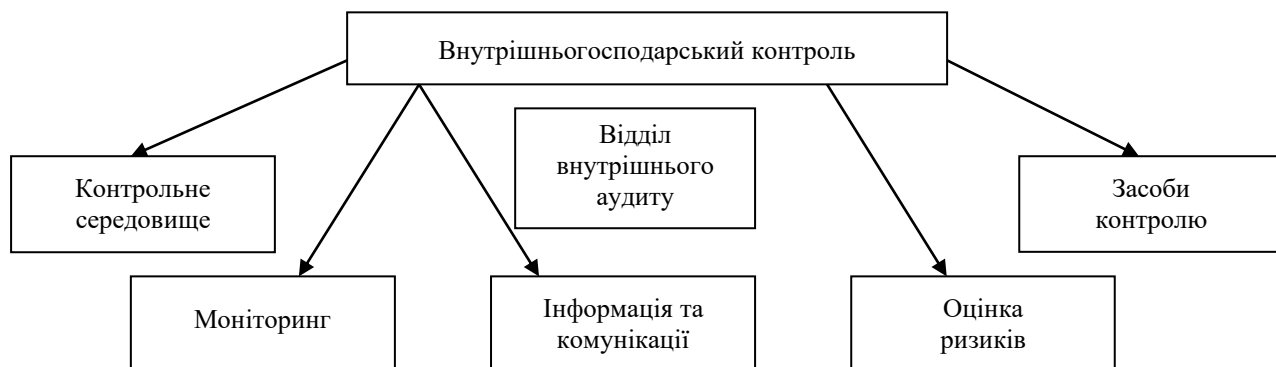 Внутрішньогосподарський контроль
Відділ
внутрішнього
аудиту
Контрольне
середовище
Засоби
контролю
Моніторинг
Інформація та
комунікації
Оцінка
ризиків